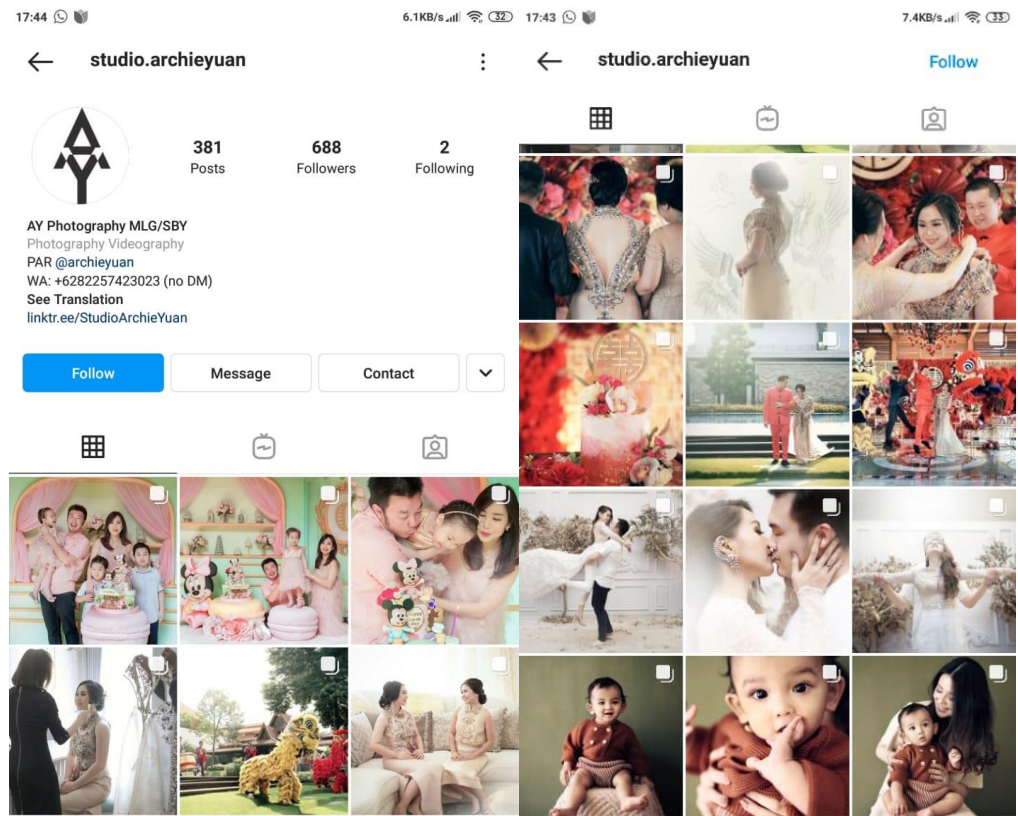 17:44
6.1KB/s
32
studio.archieyuan
AY
381
688
2
Posts
Followers
Following
AY Photography MLG/SBY
Photography Videography
PAR @archieyuan
WA: +6282257423023 (no DM)
See Translation
linktr.ee/StudioArchieYuan
Follow
Message
Contact
17:43
7.4KB/s
33
studio.archieyuan
Follow
囍